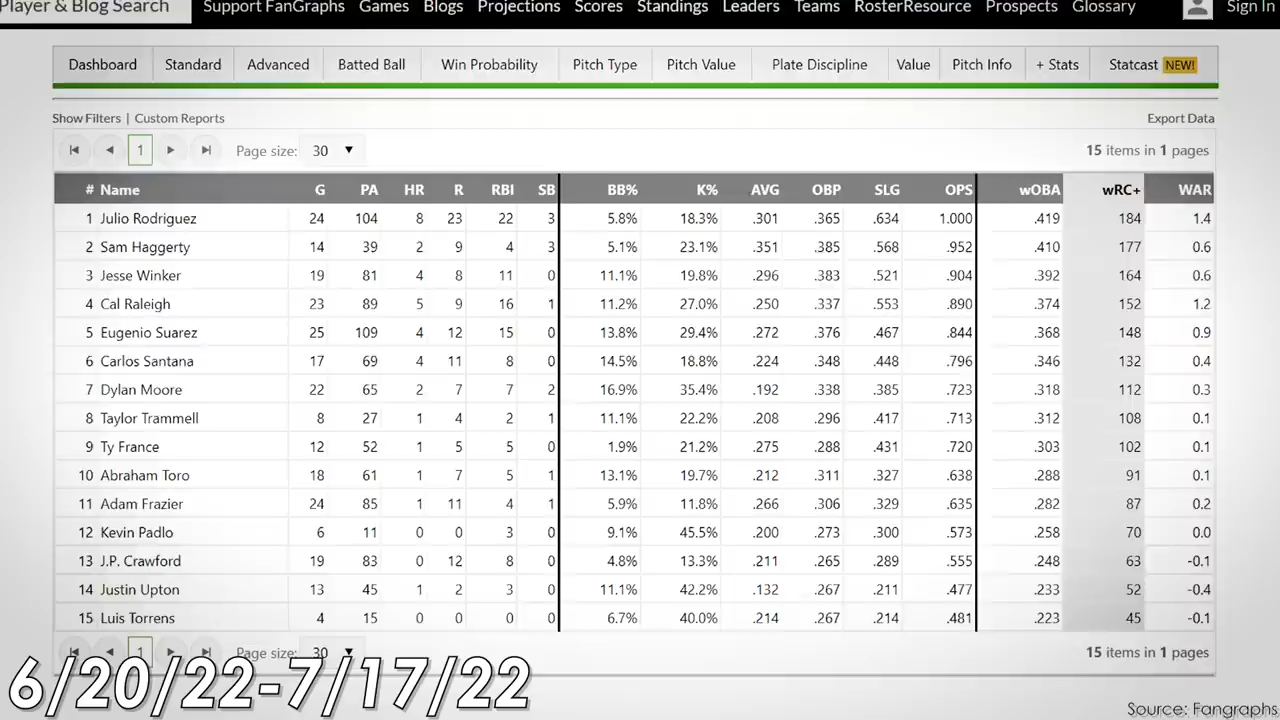 Player & Blog Search Support FanGraphs Games Blogs Projections Scores Standings Leaders Teams RosterResource Prospects Glossary Sign In
Dashboard Standard Advanced Batted Ball Win Probability Pitch Type Pitch Value Plate Discipline Value Pitch Info + Stats Statcast NEW!
Show Filters | Custom Reports Export Data
1 Page size: 30 15 items in 1 pages
# Name G PA HR R RBI SB BB% K% AVG OBP SLG OPS wOBA wRC+ WAR
1 Julio Rodriguez 24 104 8 23 22 3 5.8% 18.3% .301 .365 .634 1.000 .419 184 1.4
2 Sam Haggerty 14 39 2 9 4 3 5.1% 23.1% .351 .385 .568 .952 .410 177 0.6
3 Jesse Winker 19 81 4 8 11 0 11.1% 19.8% .296 .383 .521 .904 .392 164 0.6
4 Cal Raleigh 23 89 5 9 16 1 11.2% 27.0% .250 .337 .553 .890 .374 152 1.2
5 Eugenio Suarez 25 109 4 12 15 0 13.8% 29.4% .272 .376 .467 .844 .368 148 0.9
6 Carlos Santana 17 69 4 11 8 0 14.5% 18.8% .224 .348 .448 .796 .346 132 0.4
7 Dylan Moore 22 65 2 7 7 2 16.9% 35.4% .192 .338 .385 .723 .318 112 0.3
8 Taylor Trammell 8 27 1 4 2 1 11.1% 22.2% .208 .296 .417 .713 .312 108 0.1
9 Ty France 12 52 1 5 5 0 1.9% 21.2% .275 .288 .431 .720 .303 102 0.1
10 Abraham Toro 18 61 1 7 5 1 13.1% 19.7% .212 .311 .327 .638 .288 91 0.1
11 Adam Frazier 24 85 1 11 4 1 5.9% 11.8% .266 .306 .329 .635 .282 87 0.2
12 Kevin Padlo 6 11 0 0 3 0 9.1% 45.5% .200 .273 .300 .573 .258 70 0.0
13 J.P. Crawford 19 83 0 12 8 0 4.8% 13.3% .211 .265 .289 .555 .248 63 -0.1
14 Justin Upton 13 45 1 2 3 0 11.1% 42.2% .132 .267 .211 .477 .233 52 -0.4
15 Luis Torrens 4 15 0 0 0 0 6.7% 40.0% .214 .267 .214 .481 .223 45 -0.1
1 Page size: 30 15 items in 1 pages
6/20/22-7/17/22
Source: Fangraphs